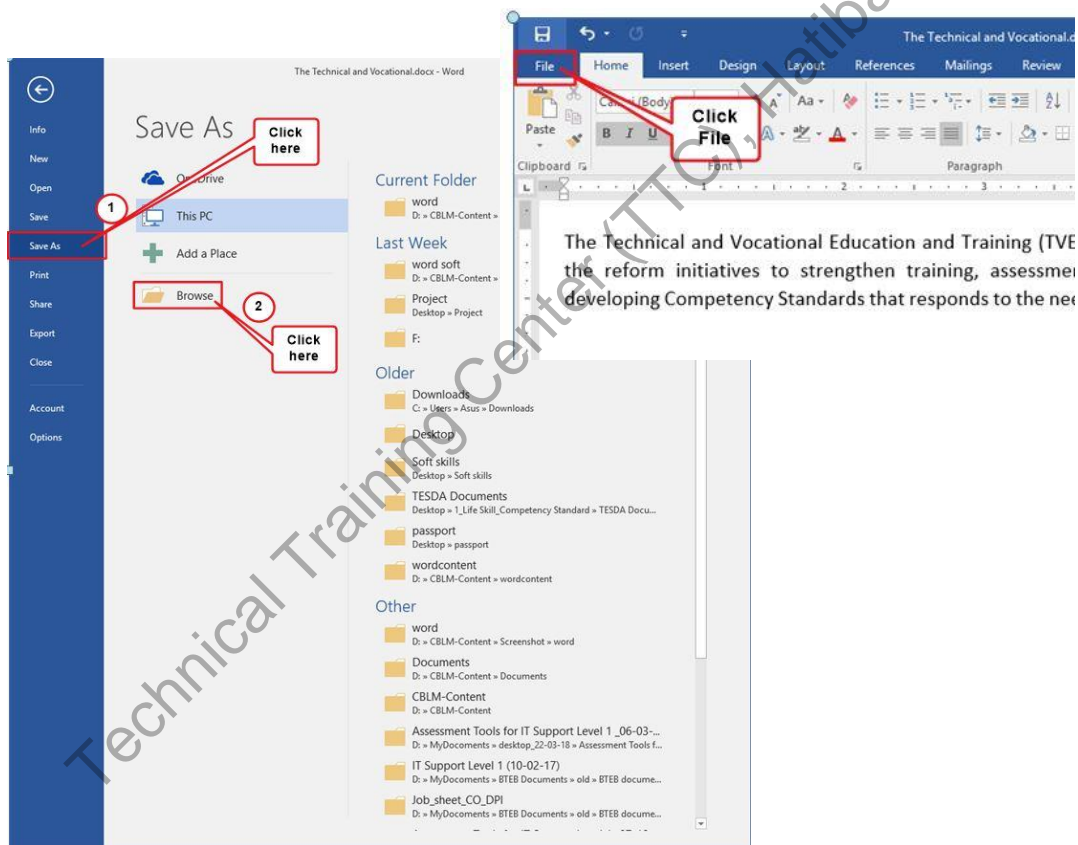 The Technical and Vocational.docx - Word
Info
New
Open
Save
Save As
Print
Share
Export
Close
Account
Options
Save As
Click
here
OneDrive
1
This PC
Add a Place
Browse
2
Click
here
Current Folder
word
D: » CBLM-Content »
Last Week
word soft
D: » CBLM-Content »
Project
Desktop » Project
F:
Older
Downloads
C: » Users » Asus » Downloads
Desktop
Soft skills
Desktop » Soft skills
TESDA Documents
Desktop » 1_Life Skill_Competency Standard » TESDA Docu...
passport
Desktop » passport
wordcontent
D: » CBLM-Content » wordcontent
Other
word
D: » CBLM-Content » Screenshot » word
Documents
D: » CBLM-Content » Documents
CBLM-Content
D: » CBLM-Content
Assessment Tools for IT Support Level 1 _06-03-...
D: » MyDocoments » desktop_22-03-18 » Assessment Tools f...
IT Support Level 1 (10-02-17)
D: » MyDocoments » BTEB Documents » old » BTEB docume...
Job_sheet_CO_DPI
D: » MyDocoments » BTEB Documents » old » BTEB docume...
The Technical and Vocational.d
File Home Insert Design Layout References Mailings Review
Aa
Click
File
Paste
B I U
Clipboard Font Paragraph
1 2 3
The Technical and Vocational Education and Training (TVE
the reform initiatives to strengthen training, assessmen
developing Competency Standards that responds to the nee
Technical Training Center (TTC), Hatiba